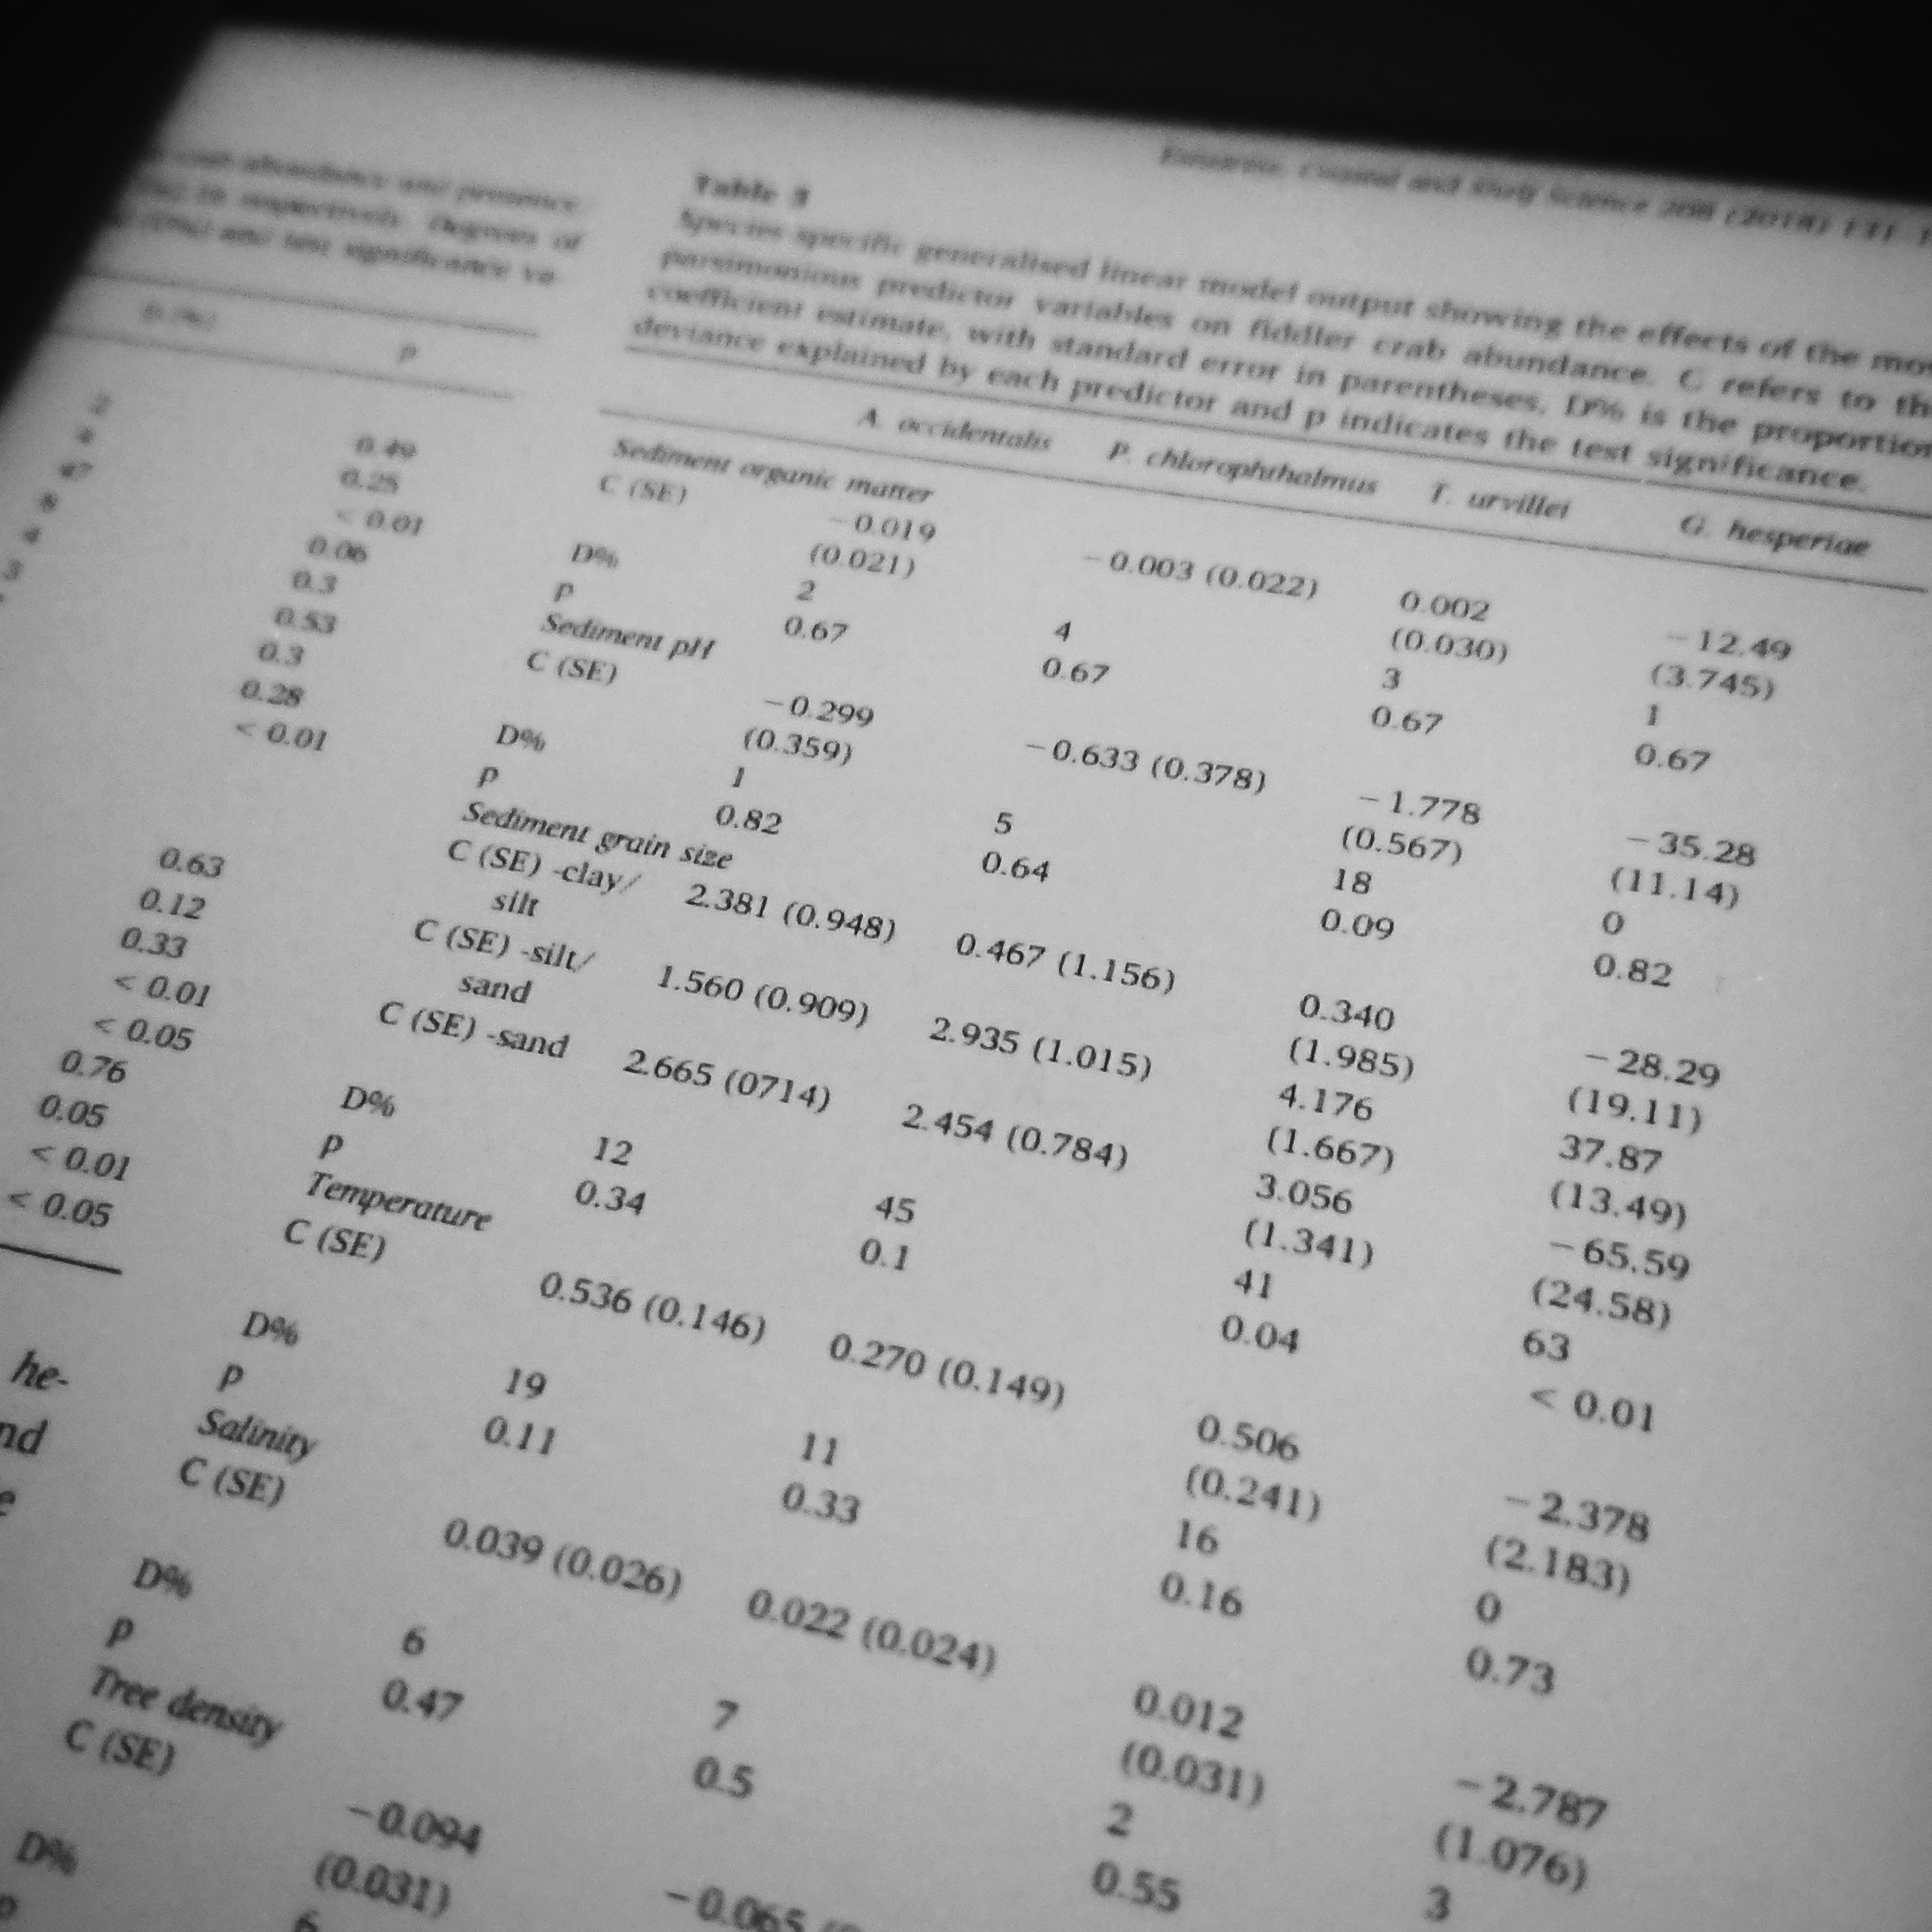 Estuarine, Coastal and Shelf Science 208 (2018)
crab abundance and presence
respectively. Degrees of
and test significance va-
D (%) p
2 0.49
0.25
47 < 0.01
8 0.06
4 0.3
3 0.53
0.3
0.28
< 0.01
0.63
0.12
0.33
< 0.01
< 0.05
0.76
0.05
< 0.01
< 0.05
he-
nd
e
Table 3
Species-specific generalised linear model output showing the effects of the mos
parsimonious predictor variables on fiddler crab abundance. C refers to th
coefficient estimate, with standard error in parentheses, D% is the proportion
deviance explained by each predictor and p indicates the test significance.
A. occidentalis P. chlorophthalmus T. urvillei G. hesperiae
Sediment organic matter
C (SE) −0.019 −0.003 (0.022) 0.002 −12.49
(0.021) (0.030) (3.745)
D% 2 4 3 1
p 0.67 0.67 0.67 0.67
Sediment pH
C (SE) −0.299 −0.633 (0.378) −1.778 −35.28
(0.359) (0.567) (11.14)
D% 1 5 18 0
p 0.82 0.64 0.09 0.82
Sediment grain size
C (SE) -clay/ 2.381 (0.948) 0.467 (1.156) 0.340 −28.29
silt (1.985) (19.11)
C (SE) -silt/ 1.560 (0.909) 2.935 (1.015) 4.176 37.87
sand (1.667) (13.49)
C (SE) -sand 2.665 (0714) 2.454 (0.784) 3.056 −65.59
(1.341) (24.58)
D% 12 45 41 63
p 0.34 0.1 0.04 < 0.01
Temperature
C (SE) 0.536 (0.146) 0.270 (0.149) 0.506 −2.378
(0.241) (2.183)
D% 19 11 16 0
p 0.11 0.33 0.16 0.73
Salinity
C (SE) 0.039 (0.026) 0.022 (0.024) 0.012 −2.787
(0.031) (1.076)
D% 6 7 2 3
p 0.47 0.5 0.55
Tree density
C (SE) −0.094 −0.065
(0.031)
D% 6
p